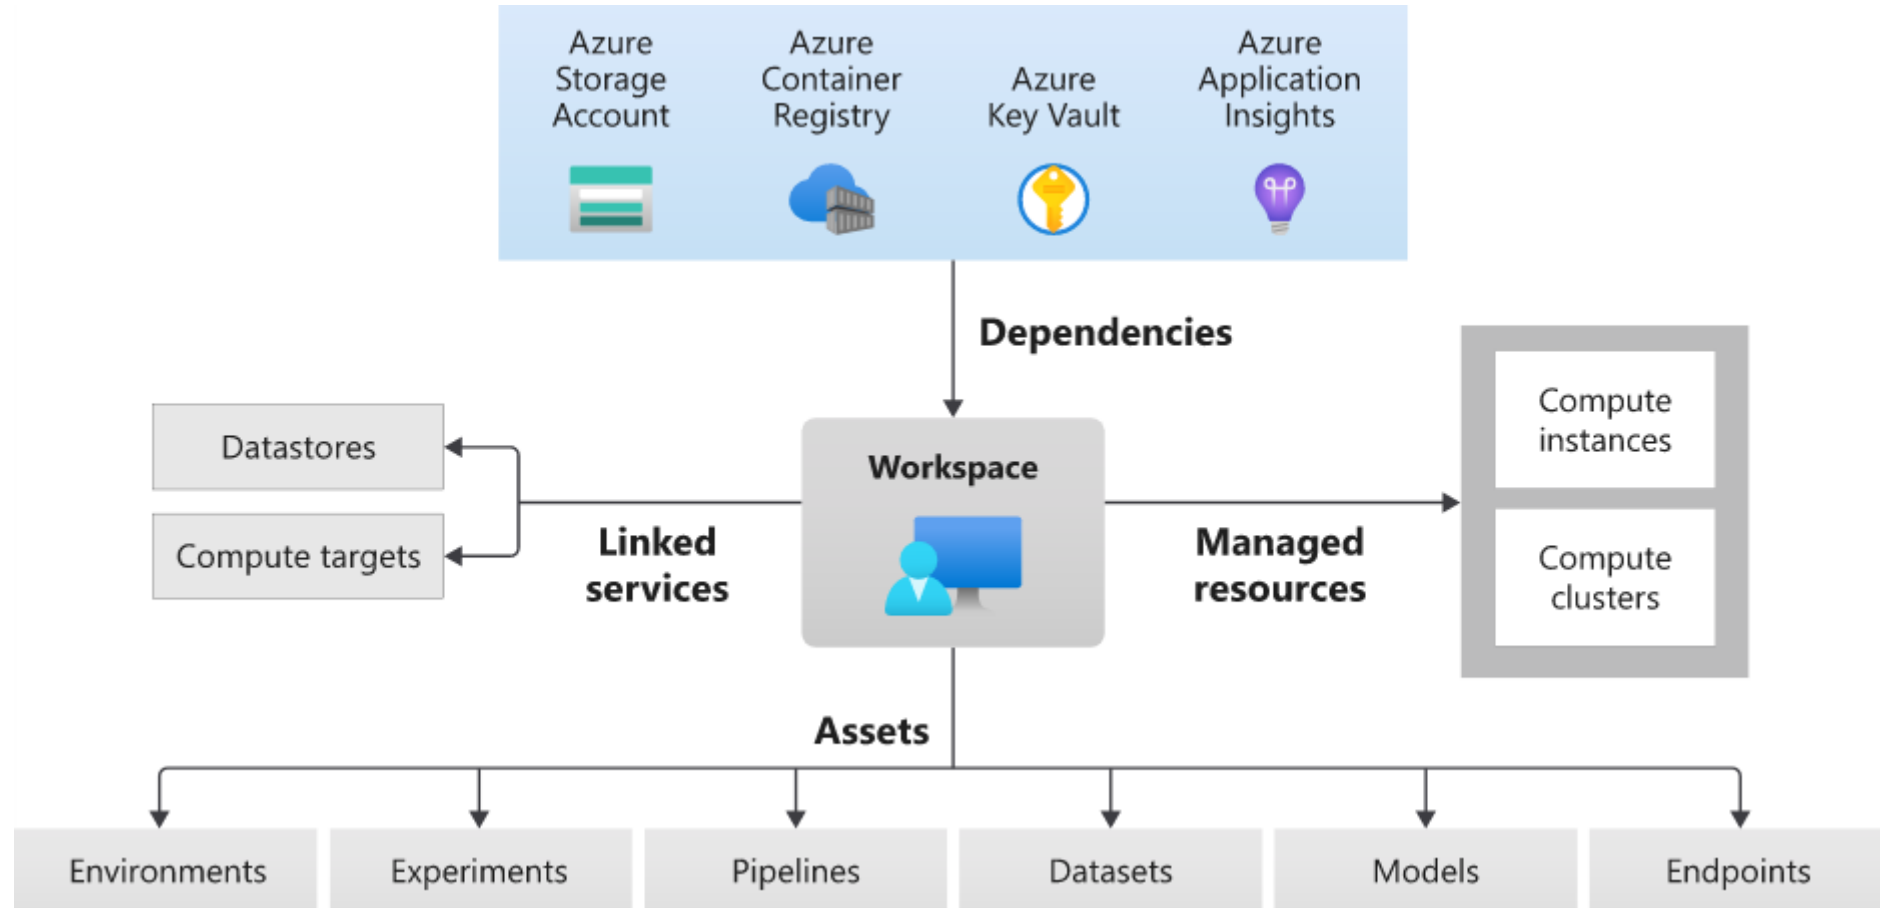 Azure
Storage
Account
Azure
Container
Registry
Azure
Key Vault
Azure
Application
Insights
Dependencies
Datastores
Compute targets
Linked
services
Workspace
Managed
resources
Compute
instances
Compute
clusters
Assets
Environments
Experiments
Pipelines
Datasets
Models
Endpoints